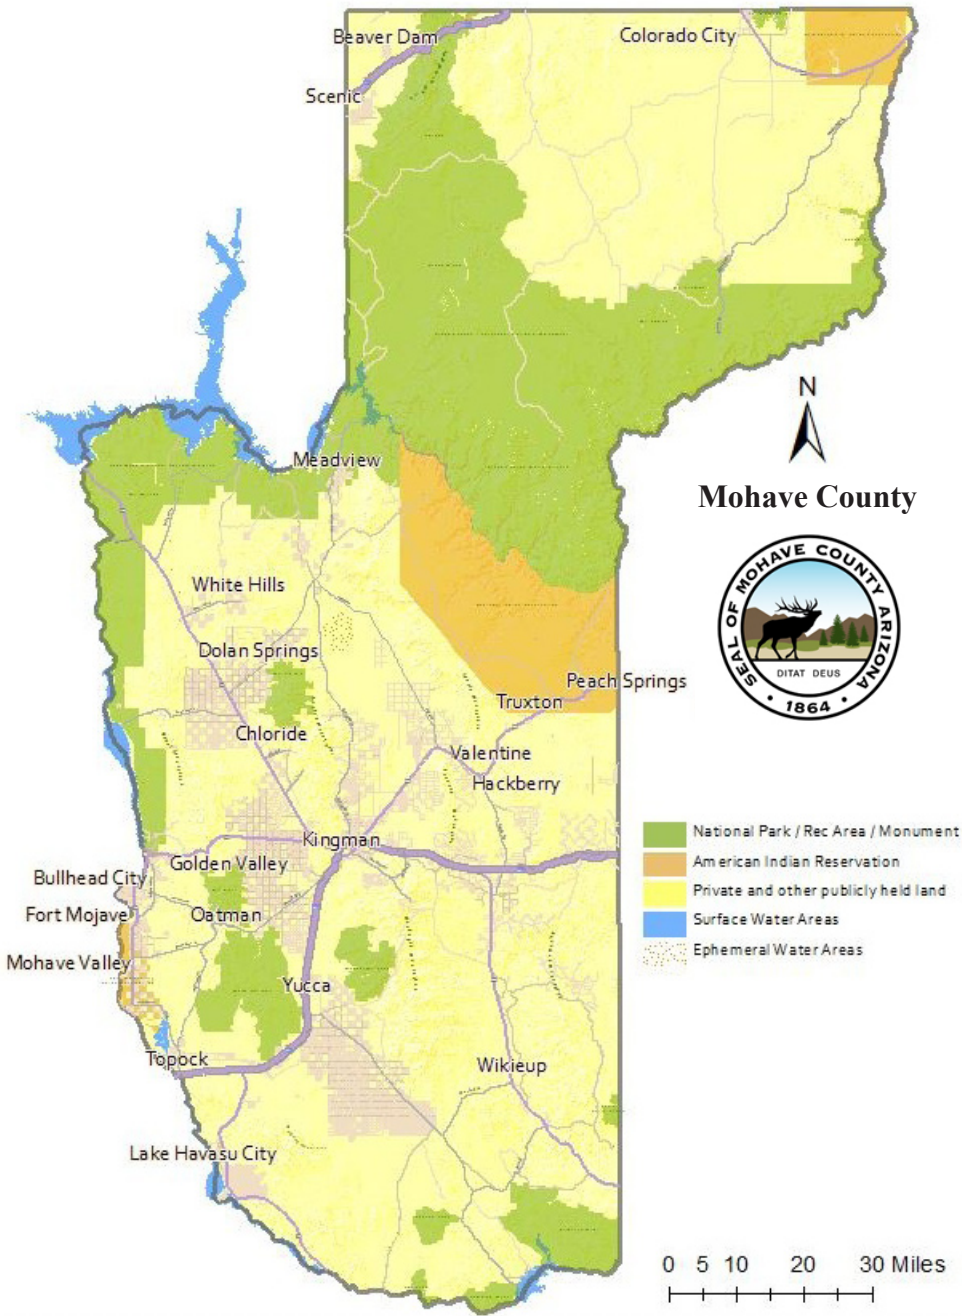 Beaver Dam
Colorado City
Scenic
N
Meadview
Mohave County
SEAL OF MOHAVE COUNTY ARIZONA
DITAT DEUS
1864
White Hills
Dolan Springs
Peach Springs
Truxton
Chloride
Valentine
Hackberry
Kingman
Golden Valley
Bullhead City
Fort Mojave
Oatman
Mohave Valley
Yucca
Topock
Wikieup
Lake Havasu City
National Park / Rec Area / Monument
American Indian Reservation
Private and other publicly held land
Surface Water Areas
Ephemeral Water Areas
0 5 10 20 30 Miles